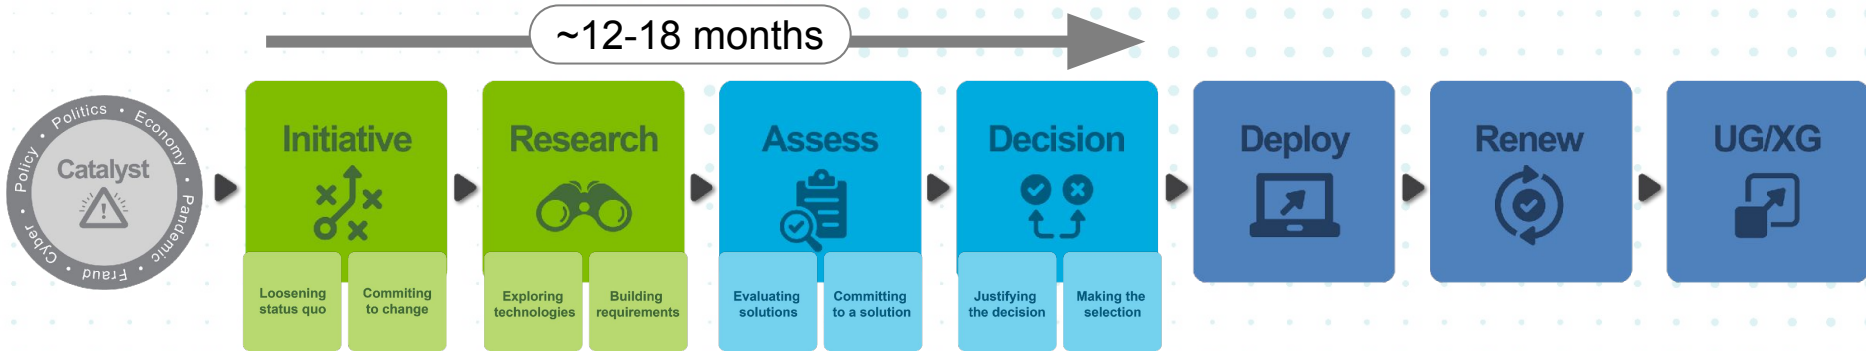 ~12-18 months
Politics • Economy • Pandemic • Fraud • Cyber • Policy •
Catalyst
Initiative
Loosening
status quo
Commiting
to change
Research
Exploring
technologies
Building
requirements
Assess
Evaluating
solutions
Committing
to a solution
Decision
Justifying
the decision
Making the
selection
Deploy
Renew
UG/XG